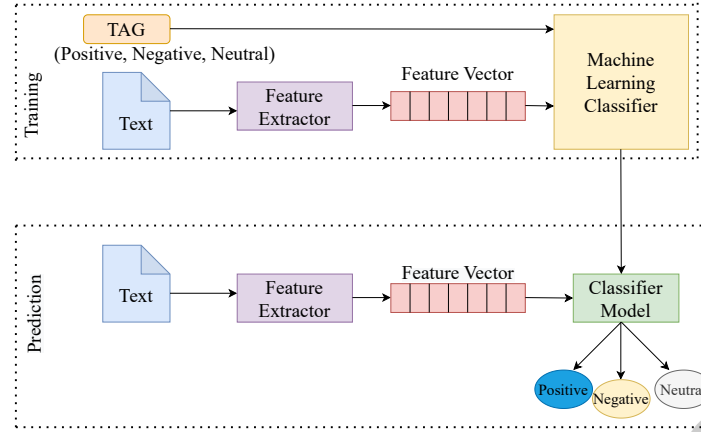 TAG
(Positive, Negative, Neutral)
Training
Text
Feature
Extractor
Feature Vector
Machine
Learning
Classifier
Prediction
Text
Feature
Extractor
Feature Vector
Classifier
Model
Positive
Negative
Neutra